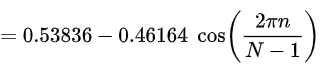 = 0.53836 − 0.46164 cos(2πn / (N − 1))